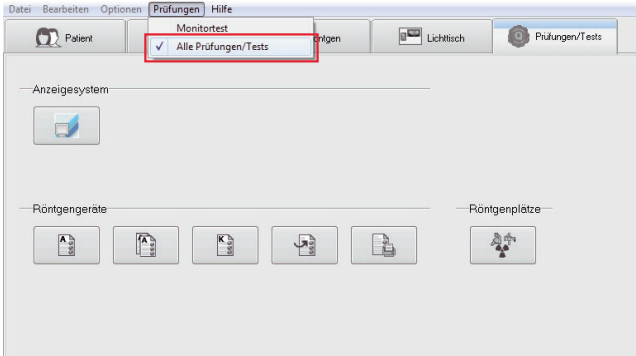 Datei Bearbeiten Optionen Prüfungen Hilfe
Monitortest
✓ Alle Prüfungen/Tests
Patient
Lichttisch
Prüfungen/Tests
Anzeigesystem
Röntgengeräte
Röntgenplätze